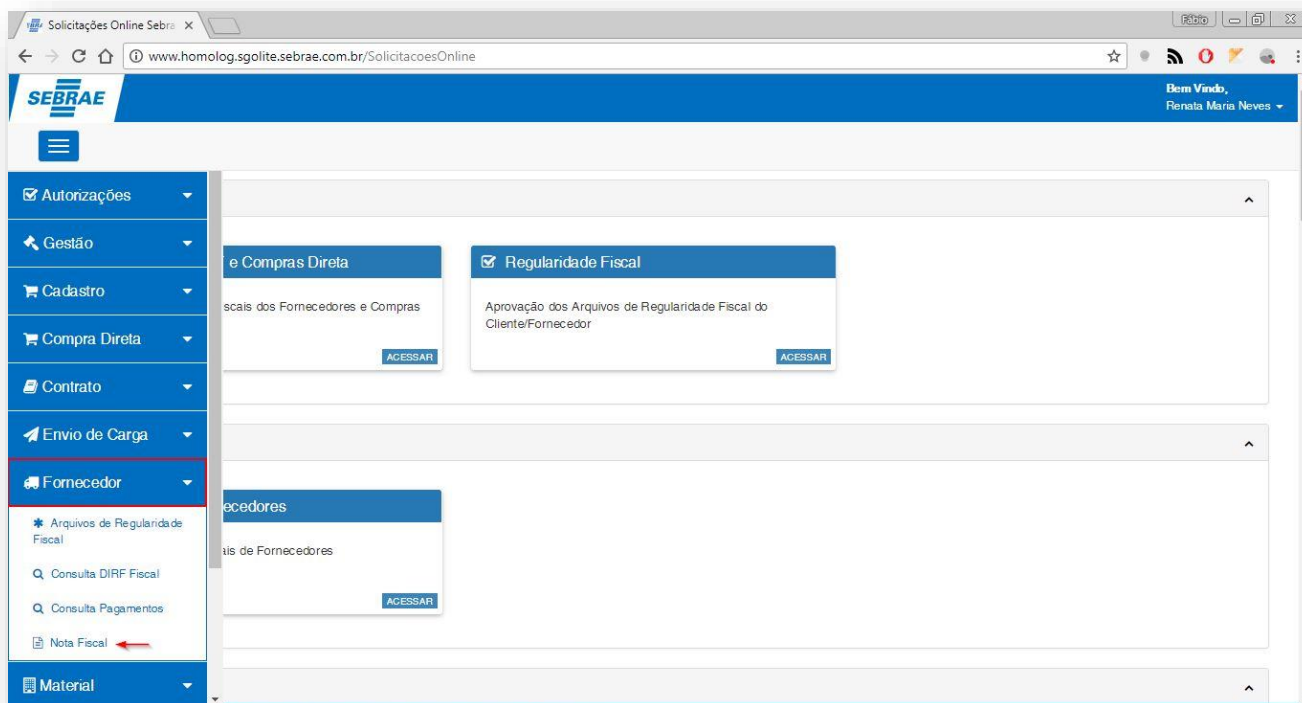 Solicitações Online Sebra
Fábio
www.homolog.sgolite.sebrae.com.br/SolicitacoesOnline
SEBRAE
Bem Vindo,
Renata Maria Neves
Autorizações
Gestão
Cadastro
Compra Direta
Contrato
Envio de Carga
Fornecedor
Arquivos de Regularidade
Fiscal
Consulta DIRF Fiscal
Consulta Pagamentos
Nota Fiscal
Material
e Compras Direta
scais dos Fornecedores e Compras
ACESSAR
Regularidade Fiscal
Aprovação dos Arquivos de Regularidade Fiscal do
Cliente/Fornecedor
ACESSAR
ecedores
ais de Fornecedores
ACESSAR